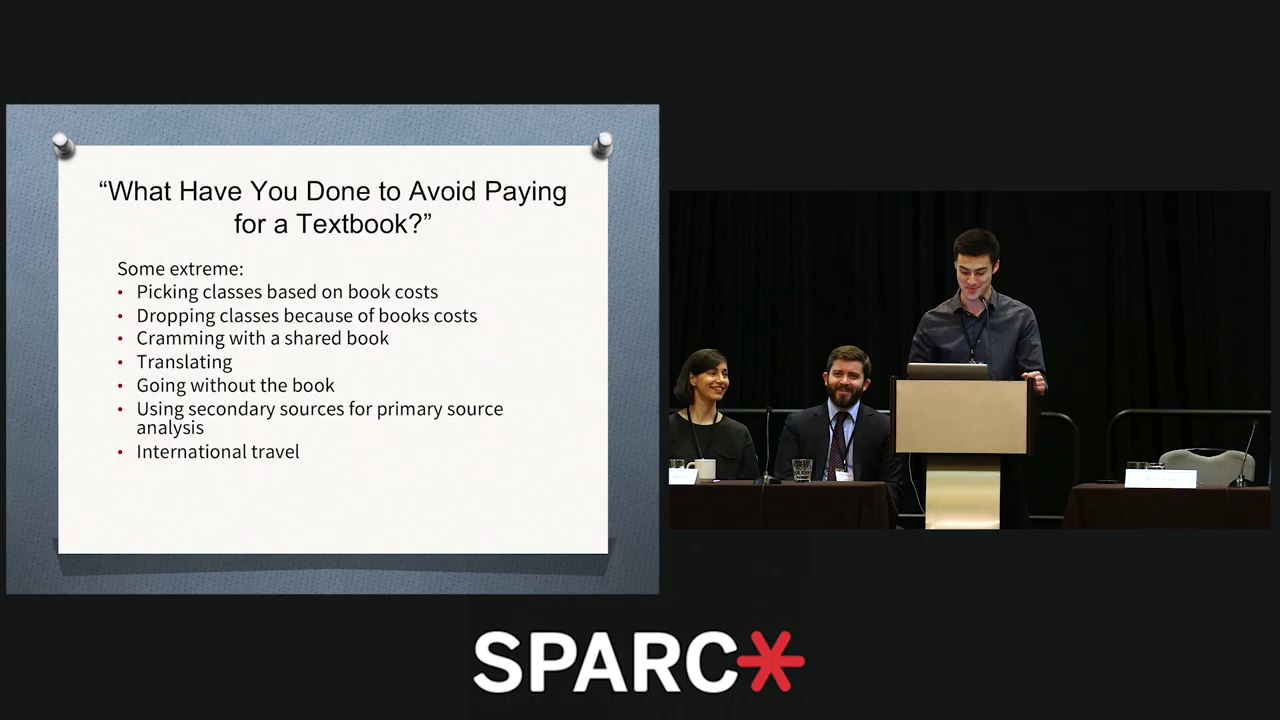 “What Have You Done to Avoid Paying
for a Textbook?”
Some extreme:
• Picking classes based on book costs
• Dropping classes because of books costs
• Cramming with a shared book
• Translating
• Going without the book
• Using secondary sources for primary source
analysis
• International travel
SPARC*